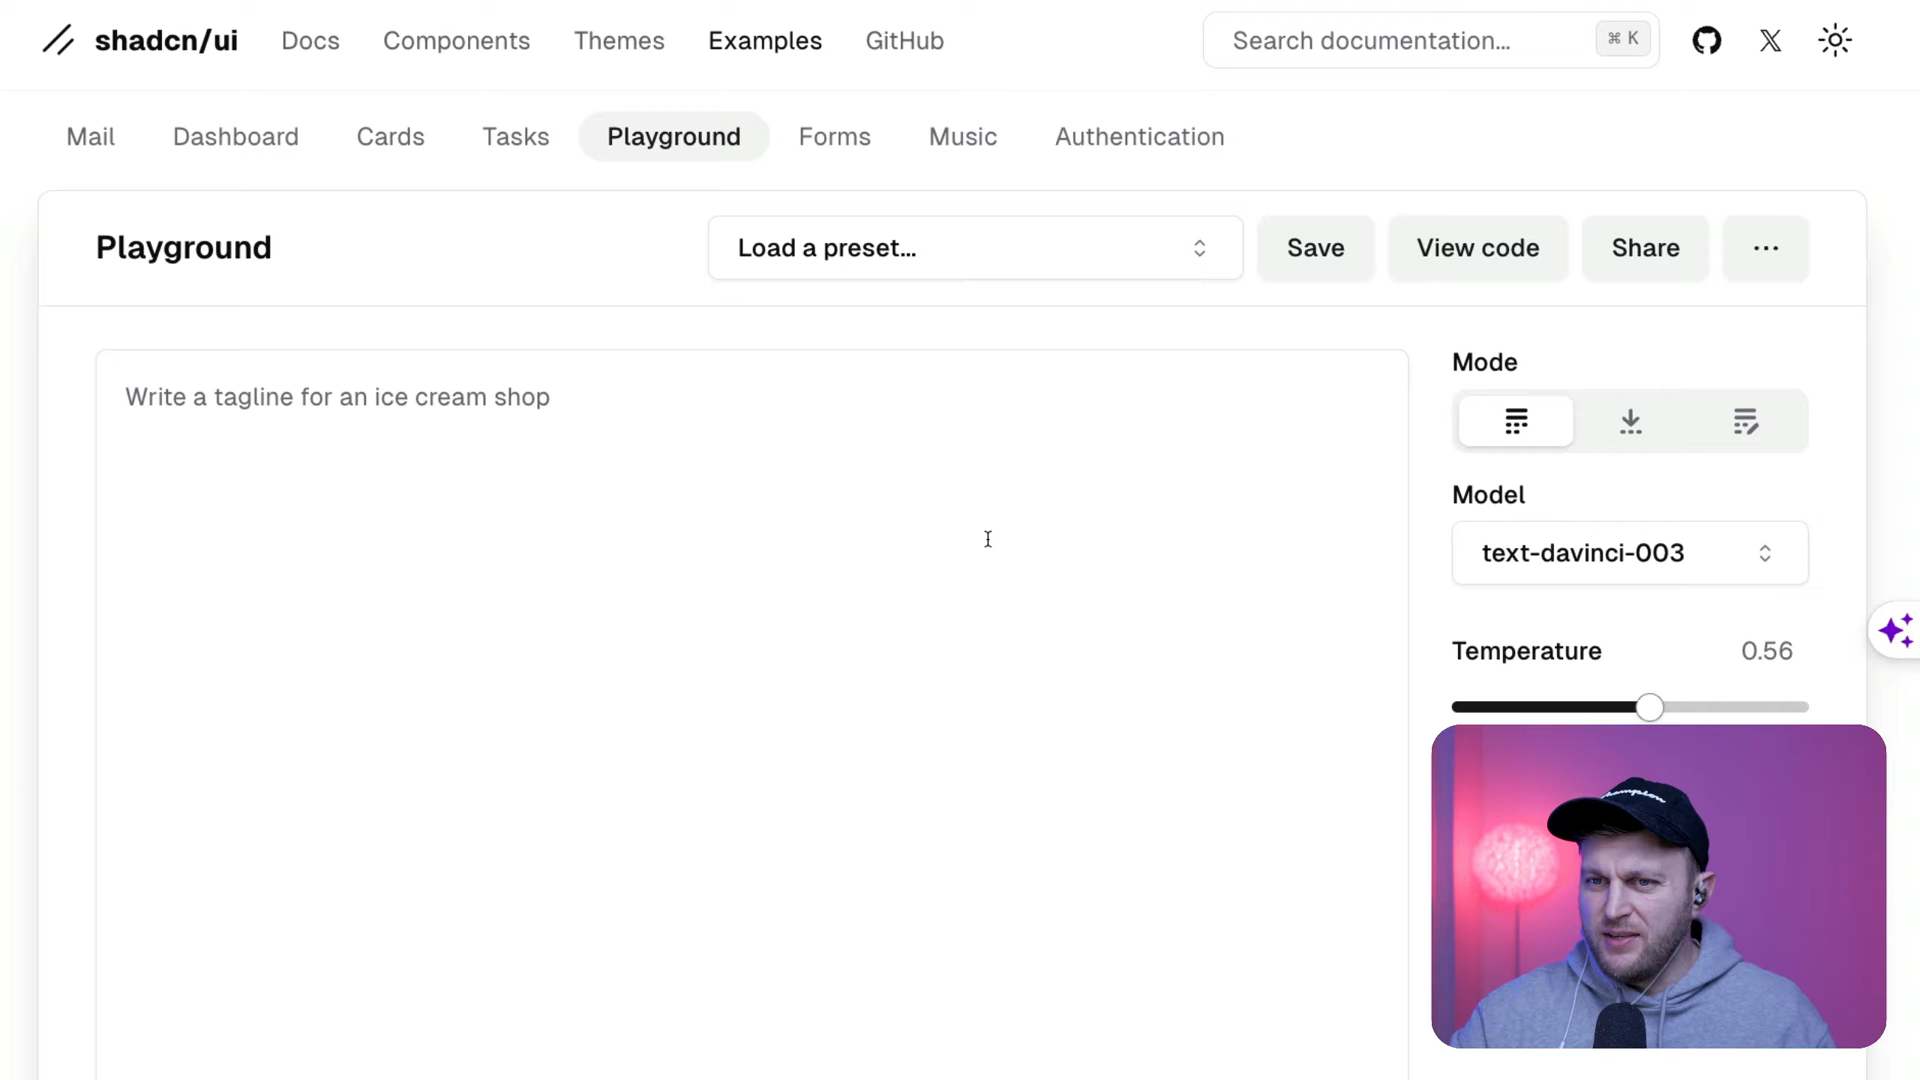 shadcn/ui Docs Components Themes Examples GitHub Search documentation... ⌘ K
Mail Dashboard Cards Tasks Playground Forms Music Authentication
Playground Load a preset... Save View code Share ...
Write a tagline for an ice cream shop
Mode
Model
text-davinci-003
Temperature 0.56